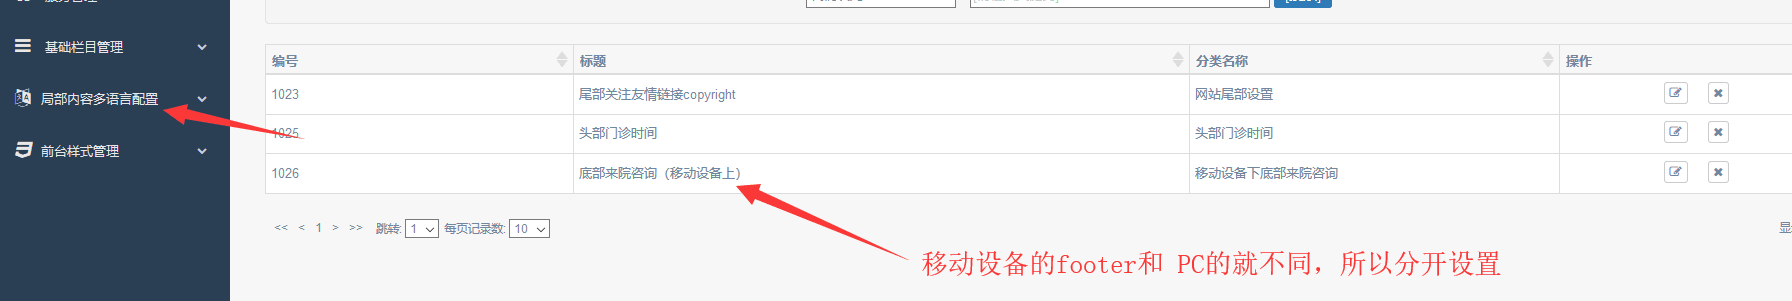 基础栏目管理
局部内容多语言配置
前台样式管理
编号 标题 分类名称 操作
1023 尾部关注友情链接copyright 网站尾部设置
1025 头部门诊时间 头部门诊时间
1026 底部来院咨询（移动设备上） 移动设备下底部来院咨询
<< < 1 > >> 跳转: 1 每页记录数: 10
移动设备的footer和 PC的就不同，所以分开设置